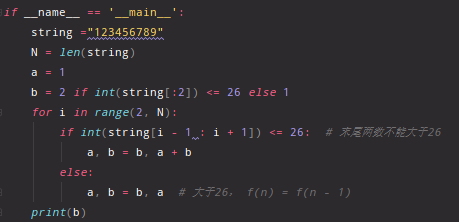 if __name__ == '__main__':
    string ="123456789"
    N = len(string)
    a = 1
    b = 2 if int(string[:2]) <= 26 else 1
    for i in range(2, N):
        if int(string[i - 1 : i + 1]) <= 26:  # 末尾两数不能大于26
            a, b = b, a + b
        else:
            a, b = b, a  # 大于26, f(n) = f(n - 1)
    print(b)